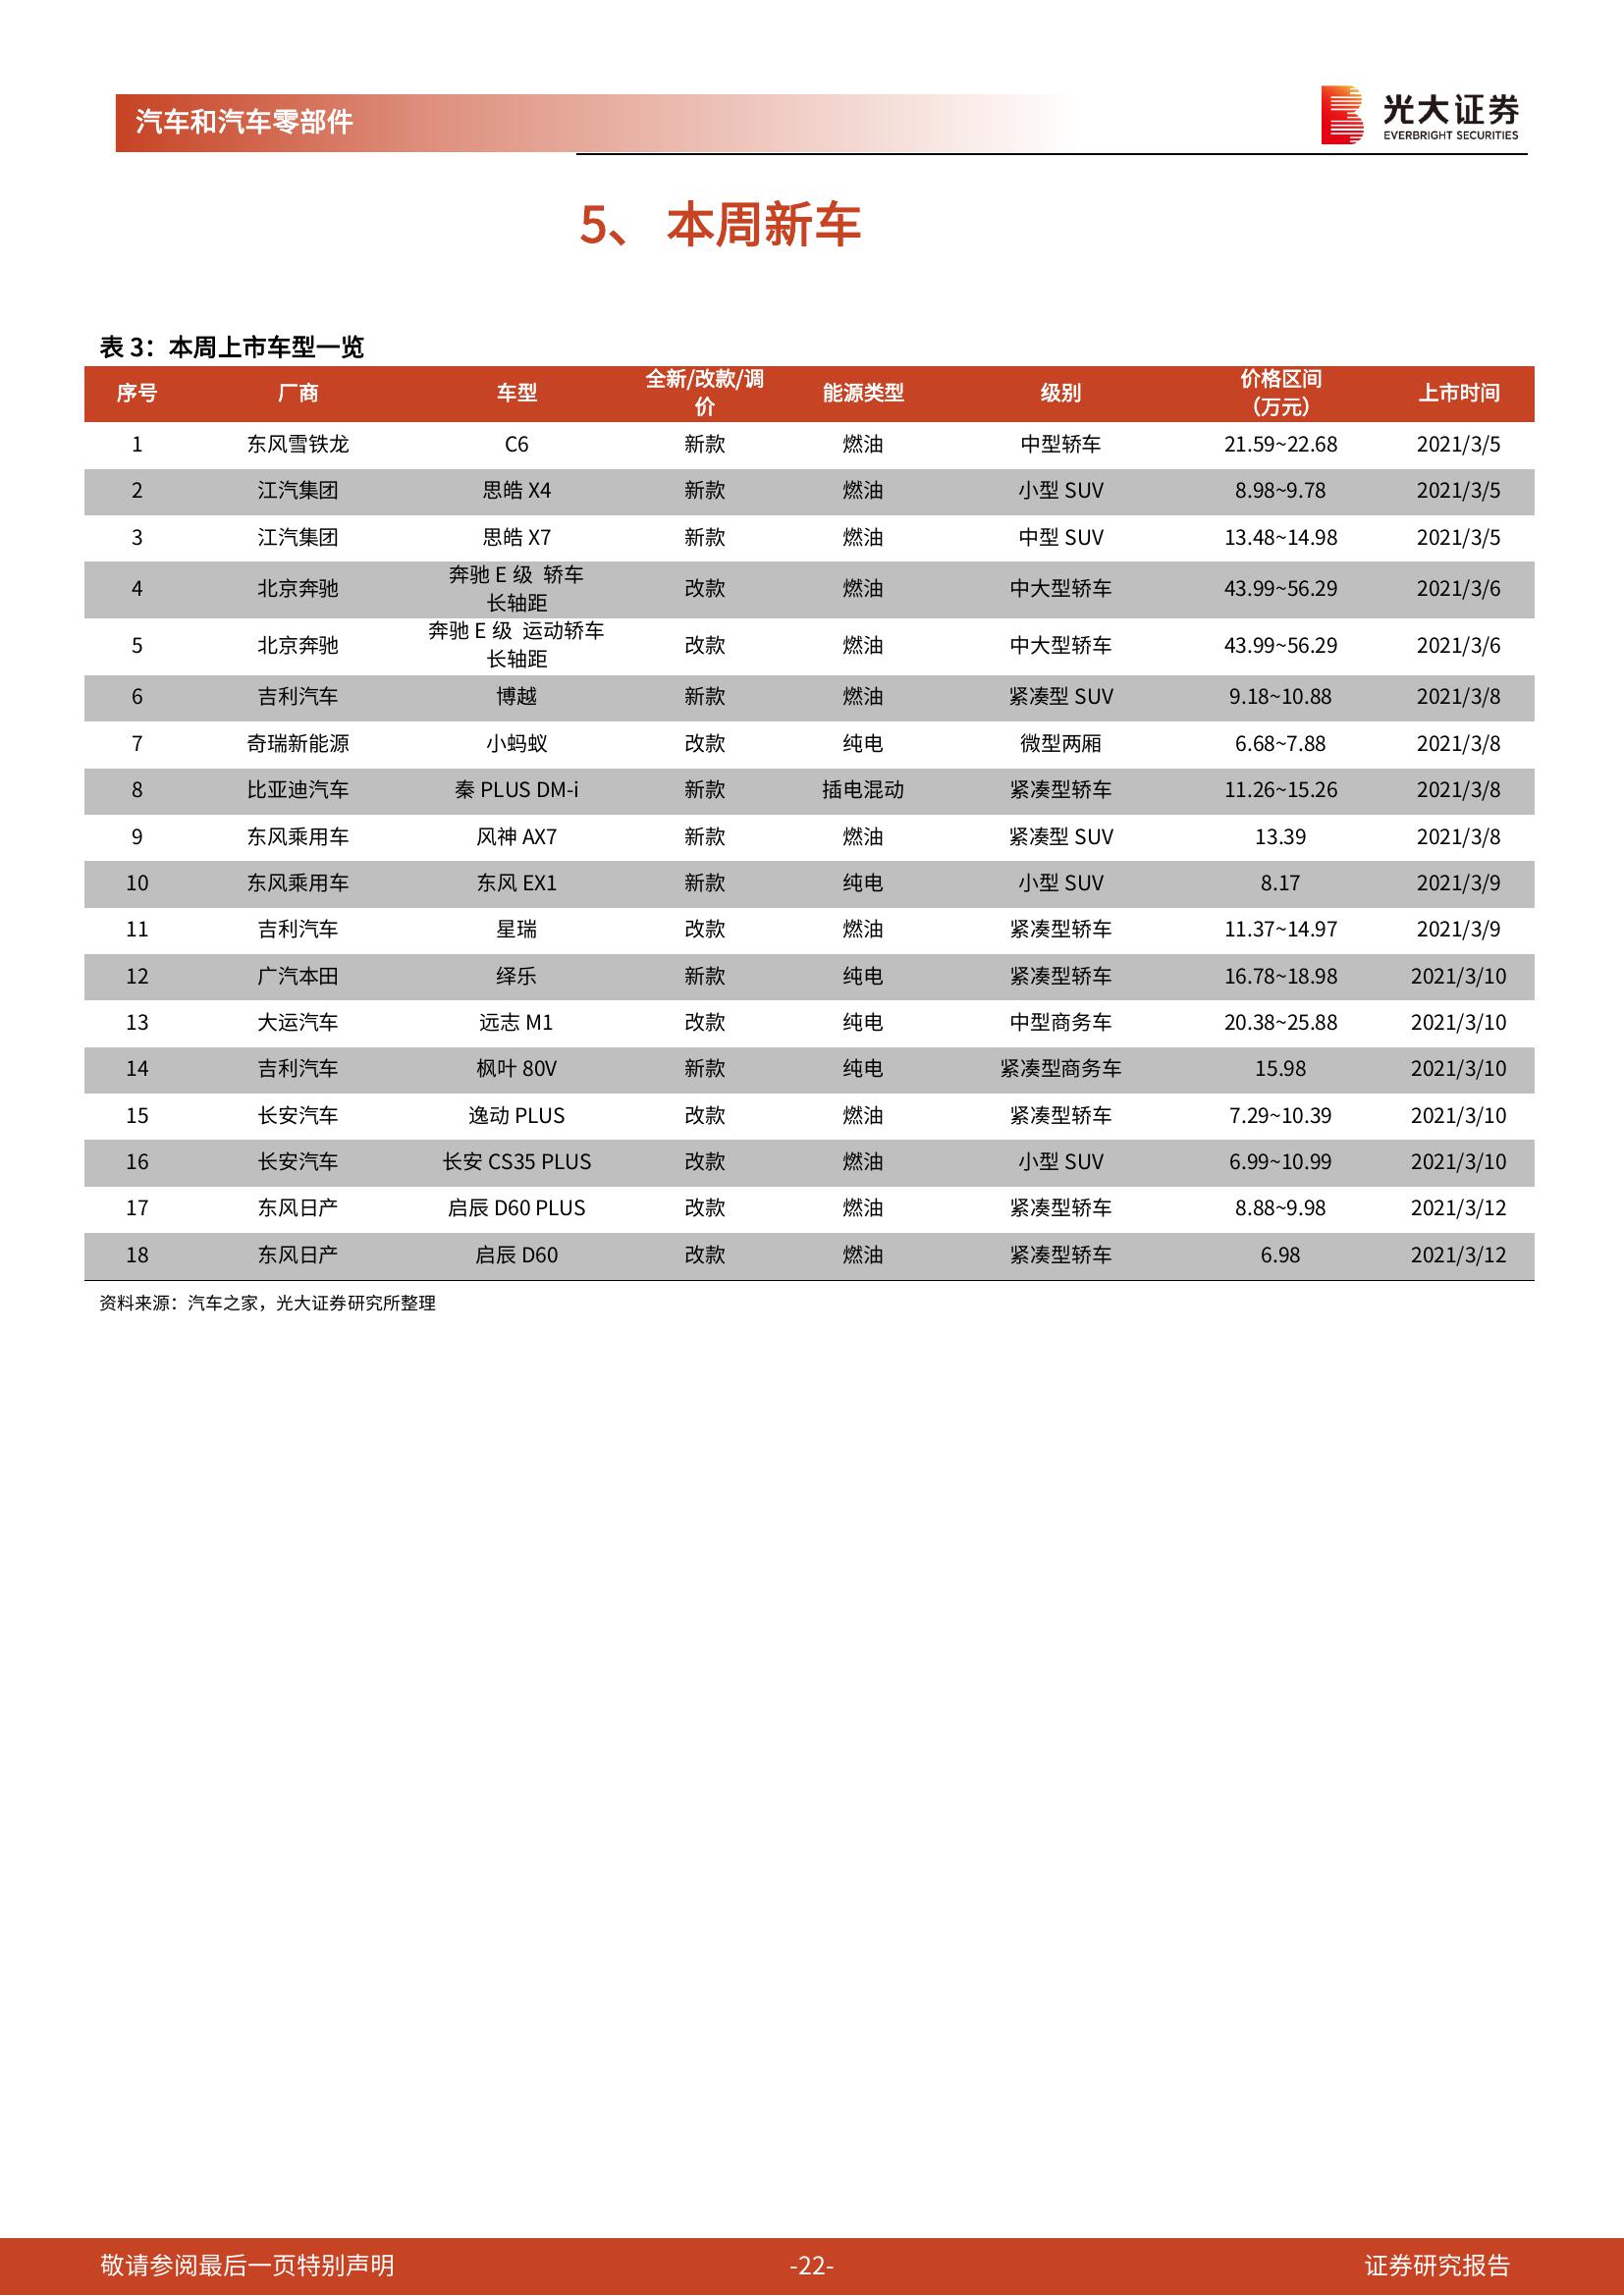 汽车和汽车零部件
光大证券
EVERBRIGHT SECURITIES
5、 本周新车
表 3：本周上市车型一览
序号 厂商 车型 全新/改款/调价 能源类型 级别 价格区间（万元） 上市时间
1 东风雪铁龙 C6 新款 燃油 中型轿车 21.59~22.68 2021/3/5
2 江汽集团 思皓 X4 新款 燃油 小型 SUV 8.98~9.78 2021/3/5
3 江汽集团 思皓 X7 新款 燃油 中型 SUV 13.48~14.98 2021/3/5
4 北京奔驰 奔驰 E 级 轿车 长轴距 改款 燃油 中大型轿车 43.99~56.29 2021/3/6
5 北京奔驰 奔驰 E 级 运动轿车 长轴距 改款 燃油 中大型轿车 43.99~56.29 2021/3/6
6 吉利汽车 博越 新款 燃油 紧凑型 SUV 9.18~10.88 2021/3/8
7 奇瑞新能源 小蚂蚁 改款 纯电 微型两厢 6.68~7.88 2021/3/8
8 比亚迪汽车 秦 PLUS DM-i 新款 插电混动 紧凑型轿车 11.26~15.26 2021/3/8
9 东风乘用车 风神 AX7 新款 燃油 紧凑型 SUV 13.39 2021/3/8
10 东风乘用车 东风 EX1 新款 纯电 小型 SUV 8.17 2021/3/9
11 吉利汽车 星瑞 改款 燃油 紧凑型轿车 11.37~14.97 2021/3/9
12 广汽本田 绎乐 新款 纯电 紧凑型轿车 16.78~18.98 2021/3/10
13 大运汽车 远志 M1 改款 纯电 中型商务车 20.38~25.88 2021/3/10
14 吉利汽车 枫叶 80V 新款 纯电 紧凑型商务车 15.98 2021/3/10
15 长安汽车 逸动 PLUS 改款 燃油 紧凑型轿车 7.29~10.39 2021/3/10
16 长安汽车 长安 CS35 PLUS 改款 燃油 小型 SUV 6.99~10.99 2021/3/10
17 东风日产 启辰 D60 PLUS 改款 燃油 紧凑型轿车 8.88~9.98 2021/3/12
18 东风日产 启辰 D60 改款 燃油 紧凑型轿车 6.98 2021/3/12
资料来源：汽车之家，光大证券研究所整理
敬请参阅最后一页特别声明 -22- 证券研究报告